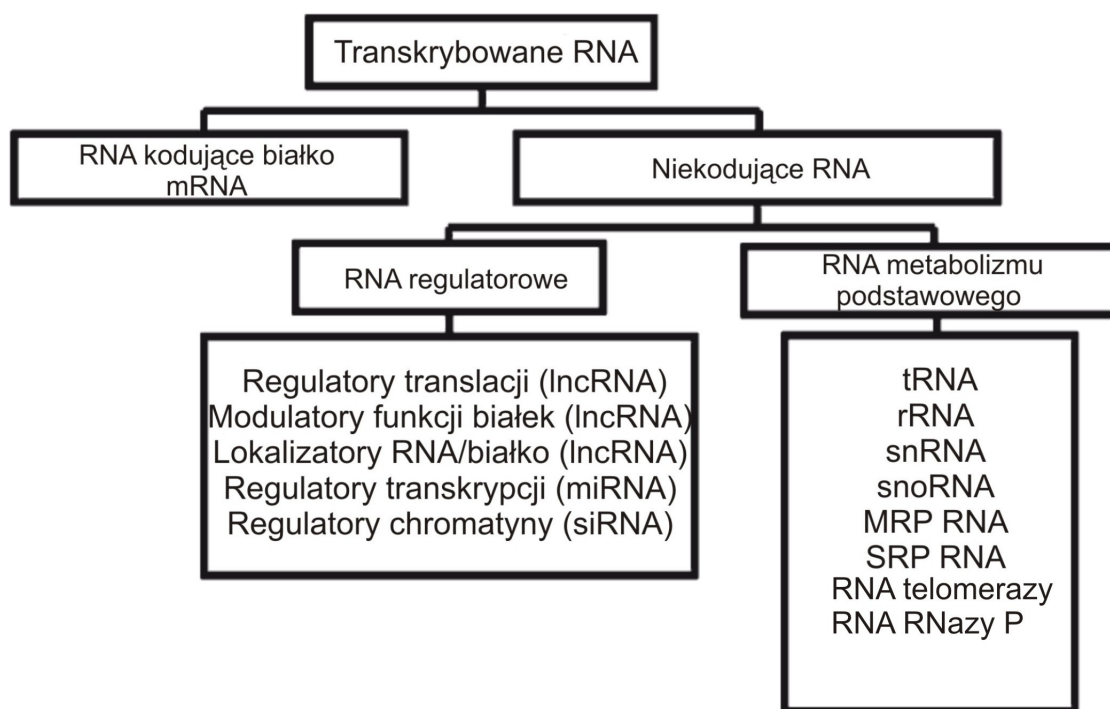 Transkrybowane RNA
RNA kodujące białko
mRNA
Niekodujące RNA
RNA regulatorowe
RNA metabolizmu
podstawowego
Regulatory translacji (lncRNA)
Modulatory funkcji białek (lncRNA)
Lokalizatory RNA/białko (lncRNA)
Regulatory transkrypcji (miRNA)
Regulatory chromatyny (siRNA)
tRNA
rRNA
snRNA
snoRNA
MRP RNA
SRP RNA
RNA telomerazy
RNA RNazy P